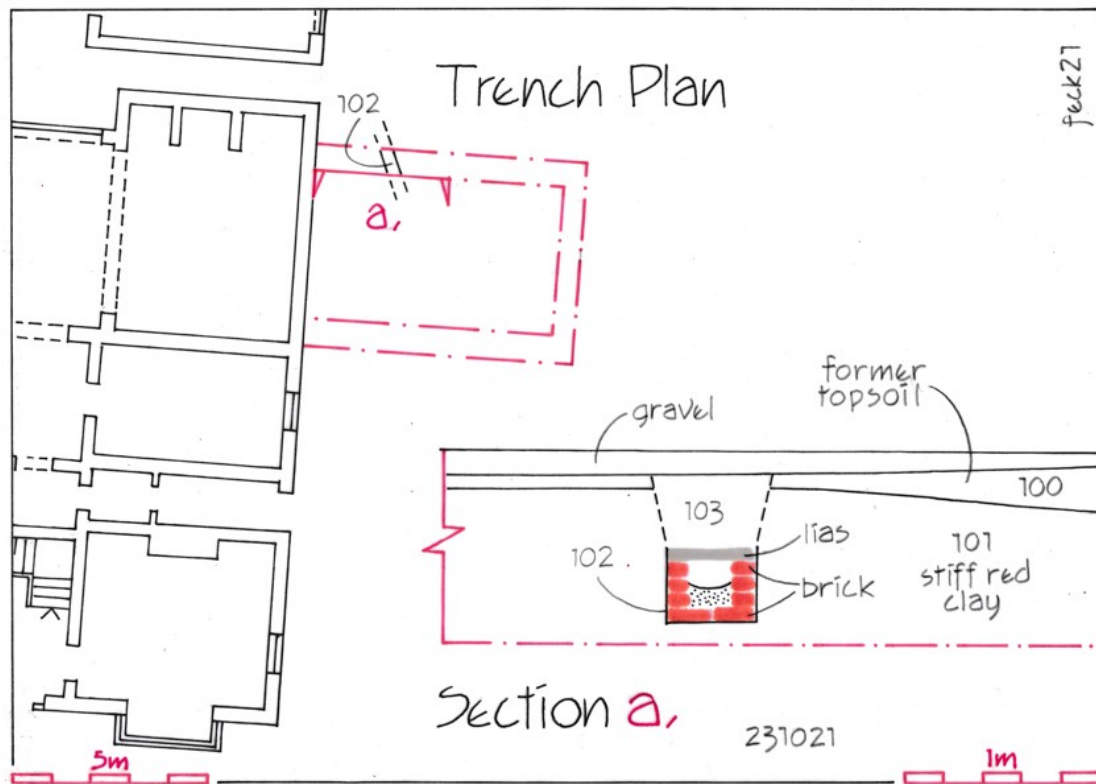 Trench Plan
feck21
102
a,
former
topsoil
gravel
100
103
lias
101
stiff red
clay
102
brick
Section a,
231021
5m
1m